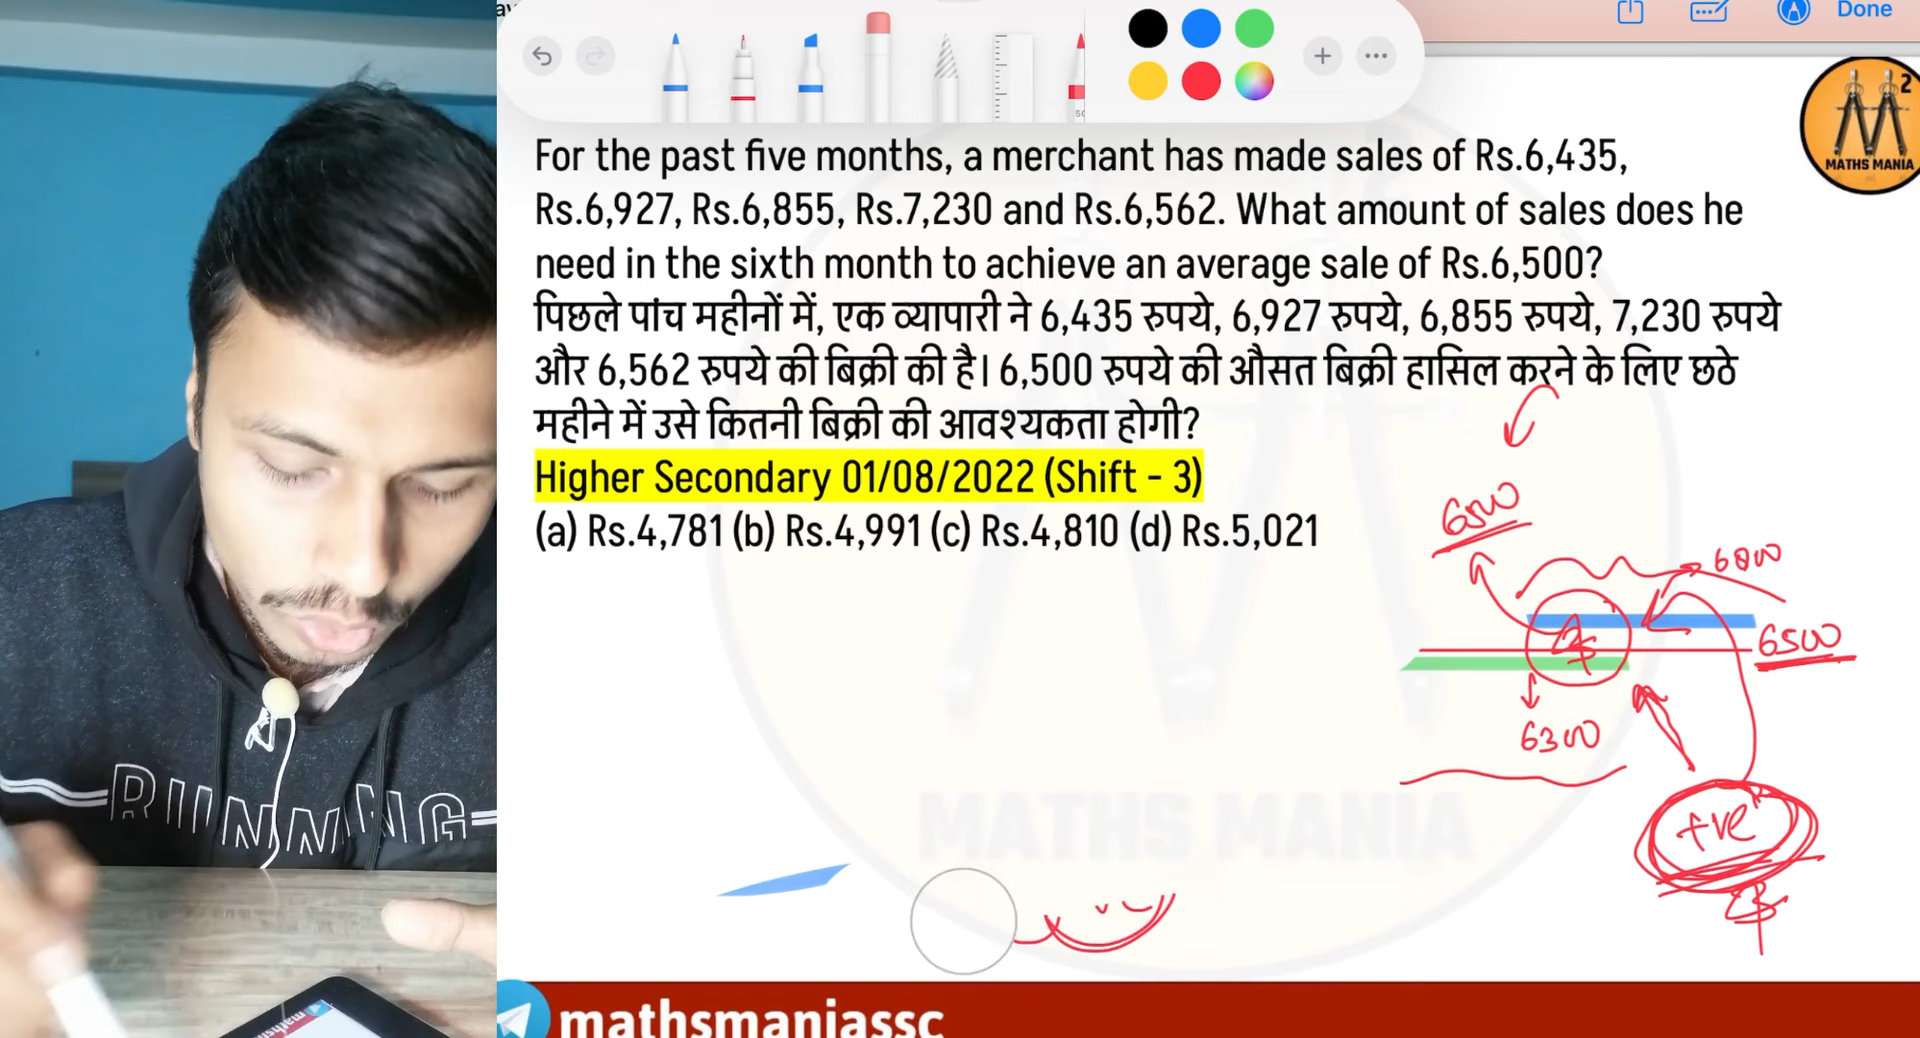 Done
For the past five months, a merchant has made sales of Rs.6,435,
Rs.6,927, Rs.6,855, Rs.7,230 and Rs.6,562. What amount of sales does he
need in the sixth month to achieve an average sale of Rs.6,500?
पिछले पांच महीनों में, एक व्यापारी ने 6,435 रुपये, 6,927 रुपये, 6,855 रुपये, 7,230 रुपये
और 6,562 रुपये की बिक्री की है। 6,500 रुपये की औसत बिक्री हासिल करने के लिए छठे
महीने में उसे कितनी बिक्री की आवश्यकता होगी?
Higher Secondary 01/08/2022 (Shift - 3)
(a) Rs.4,781 (b) Rs.4,991 (c) Rs.4,810 (d) Rs.5,021
2
MATHS MANIA
6500
6800
6500
6300
+ve
MATHS MANIA
RUNNING
mathsmaniassc